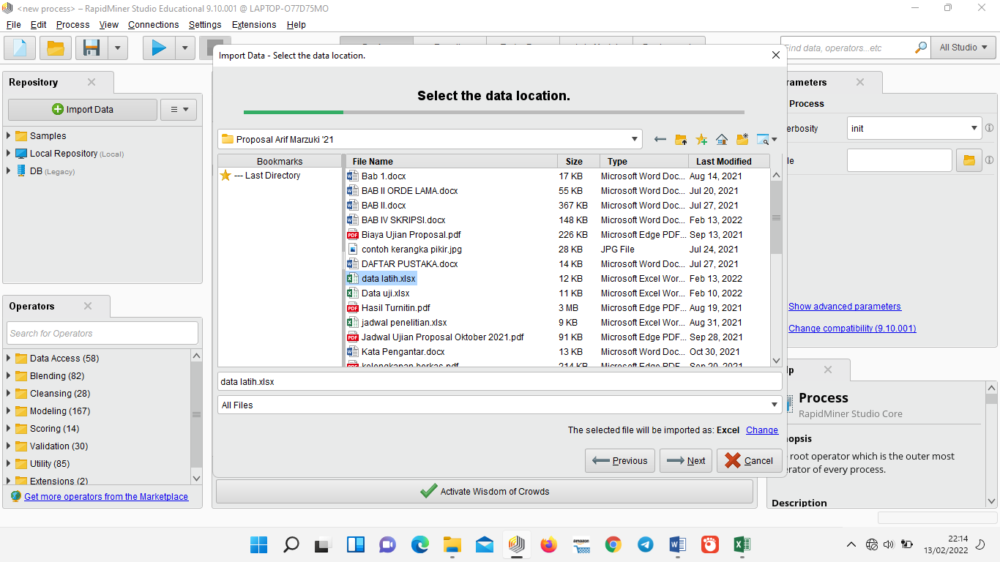 <new process> – RapidMiner Studio Educational 9.10.001 @ LAPTOP-O77D75MO
File Edit Process View Connections Settings Extensions Help
Find data, operators...etc
All Studio
Import Data - Select the data location.
Repository
Import Data
Samples
Local Repository (Local)
DB (Legacy)
Operators
Search for Operators
Data Access (58)
Blending (82)
Cleansing (28)
Modeling (167)
Scoring (14)
Validation (30)
Utility (85)
Extensions (2)
Get more operators from the Marketplace
Select the data location.
Proposal Arif Marzuki '21
Bookmarks
--- Last Directory
File Name Size Type Last Modified
Bab 1.docx 17 KB Microsoft Word Doc... Aug 14, 2021
BAB II ORDE LAMA.docx 55 KB Microsoft Word Doc... Jul 20, 2021
BAB II.docx 367 KB Microsoft Word Doc... Jul 27, 2021
BAB IV SKRIPSI.docx 148 KB Microsoft Word Doc... Feb 13, 2022
Biaya Ujian Proposal.pdf 226 KB Microsoft Edge PDF... Sep 13, 2021
contoh kerangka pikir.jpg 28 KB JPG File Jul 24, 2021
DAFTAR PUSTAKA.docx 14 KB Microsoft Word Doc... Jul 27, 2021
data latih.xlsx 12 KB Microsoft Excel Wor... Feb 13, 2022
Data uji.xlsx 11 KB Microsoft Excel Wor... Feb 10, 2022
Hasil Turnitin.pdf 3 MB Microsoft Edge PDF... Aug 19, 2021
jadwal penelitian.xlsx 9 KB Microsoft Excel Wor... Aug 31, 2021
Jadwal Ujian Proposal Oktober 2021.pdf 91 KB Microsoft Edge PDF... Sep 28, 2021
Kata Pengantar.docx 13 KB Microsoft Word Doc... Oct 30, 2021
kelengkapan berkas.pdf 214 KB Microsoft Edge PDF... Sep 20, 2021
data latih.xlsx
All Files
The selected file will be imported as: Excel Change
Previous Next Cancel
Activate Wisdom of Crowds
rameters
Process
erbosity init
le
Show advanced parameters
Change compatibility (9.10.001)
lp
Process
RapidMiner Studio Core
nopsis
root operator which is the outer most
erator of every process.
Description
amazon
22:14
13/02/2022